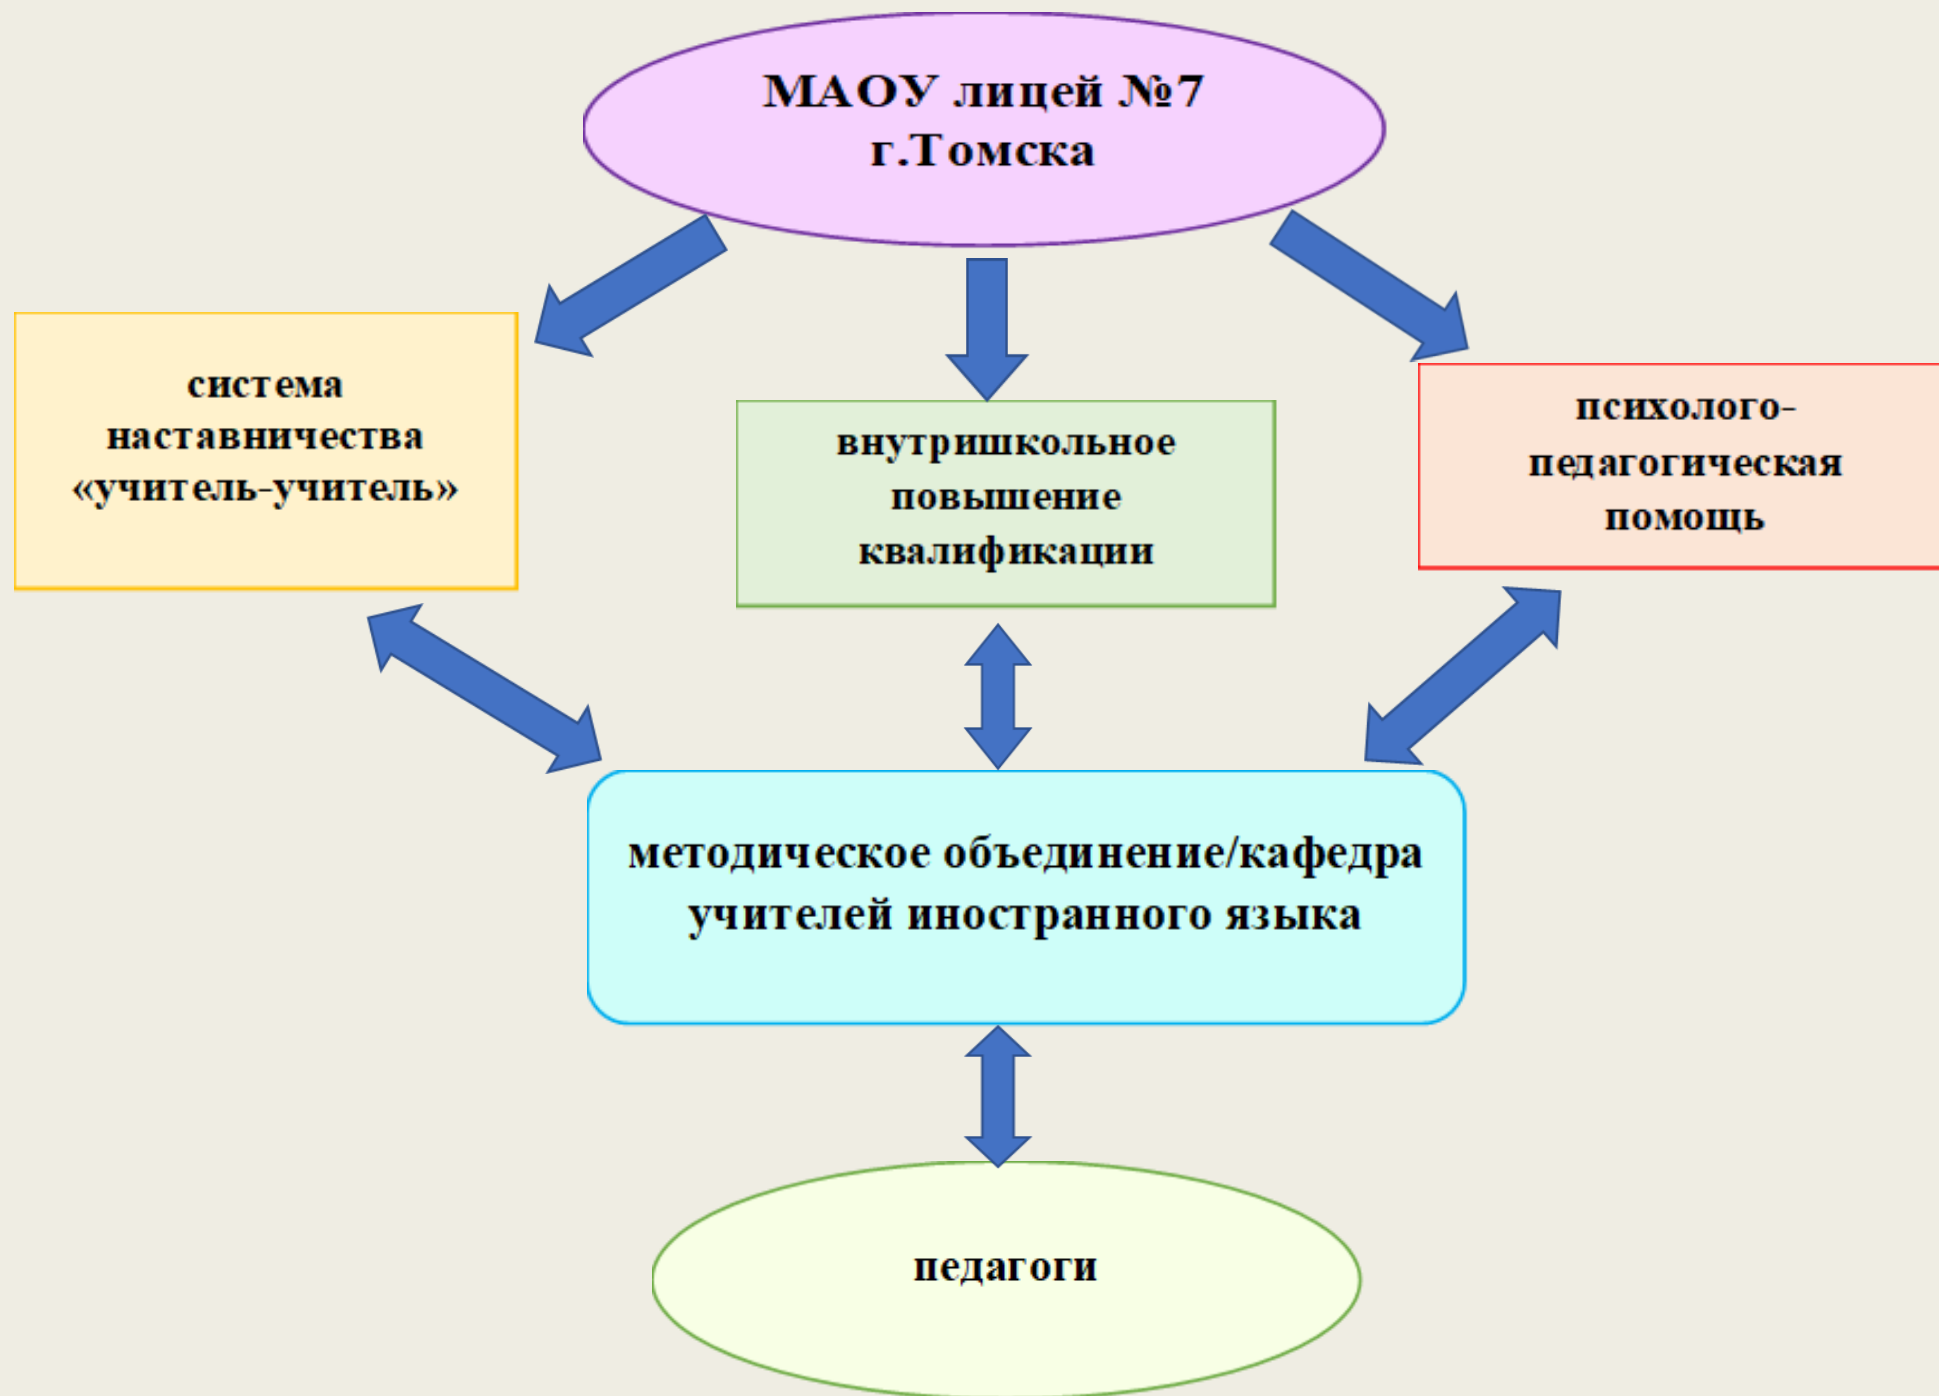 МАОУ лицей №7
г.Томска
система
наставничества
«учитель-учитель»
внутришкольное
повышение
квалификации
психолого-
педагогическая
помощь
методическое объединение/кафедра
учителей иностранного языка
педагоги